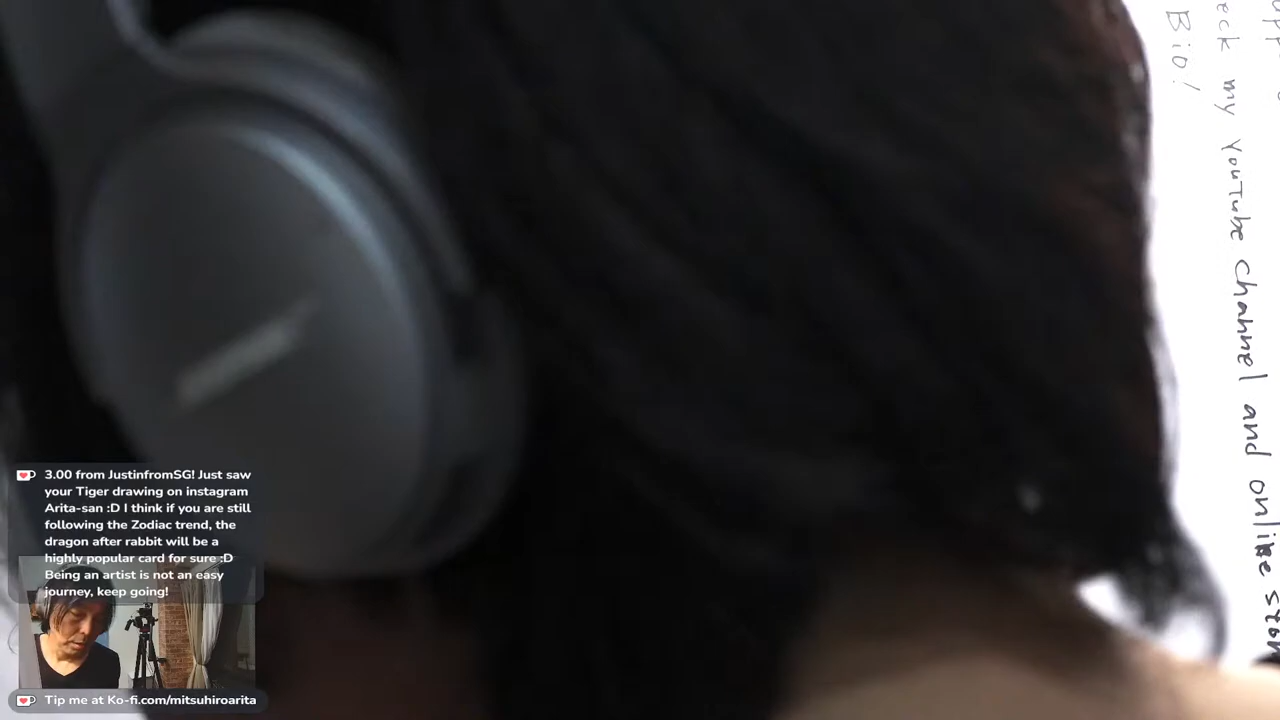 eck my YouTube channel and online stor
Bio!
3.00 from JustinfromSG! Just saw
your Tiger drawing on instagram
Arita-san :D I think if you are still
following the Zodiac trend, the
dragon after rabbit will be a
highly popular card for sure :D
Being an artist is not an easy
journey, keep going!
Tip me at Ko-fi.com/mitsuhiroarita